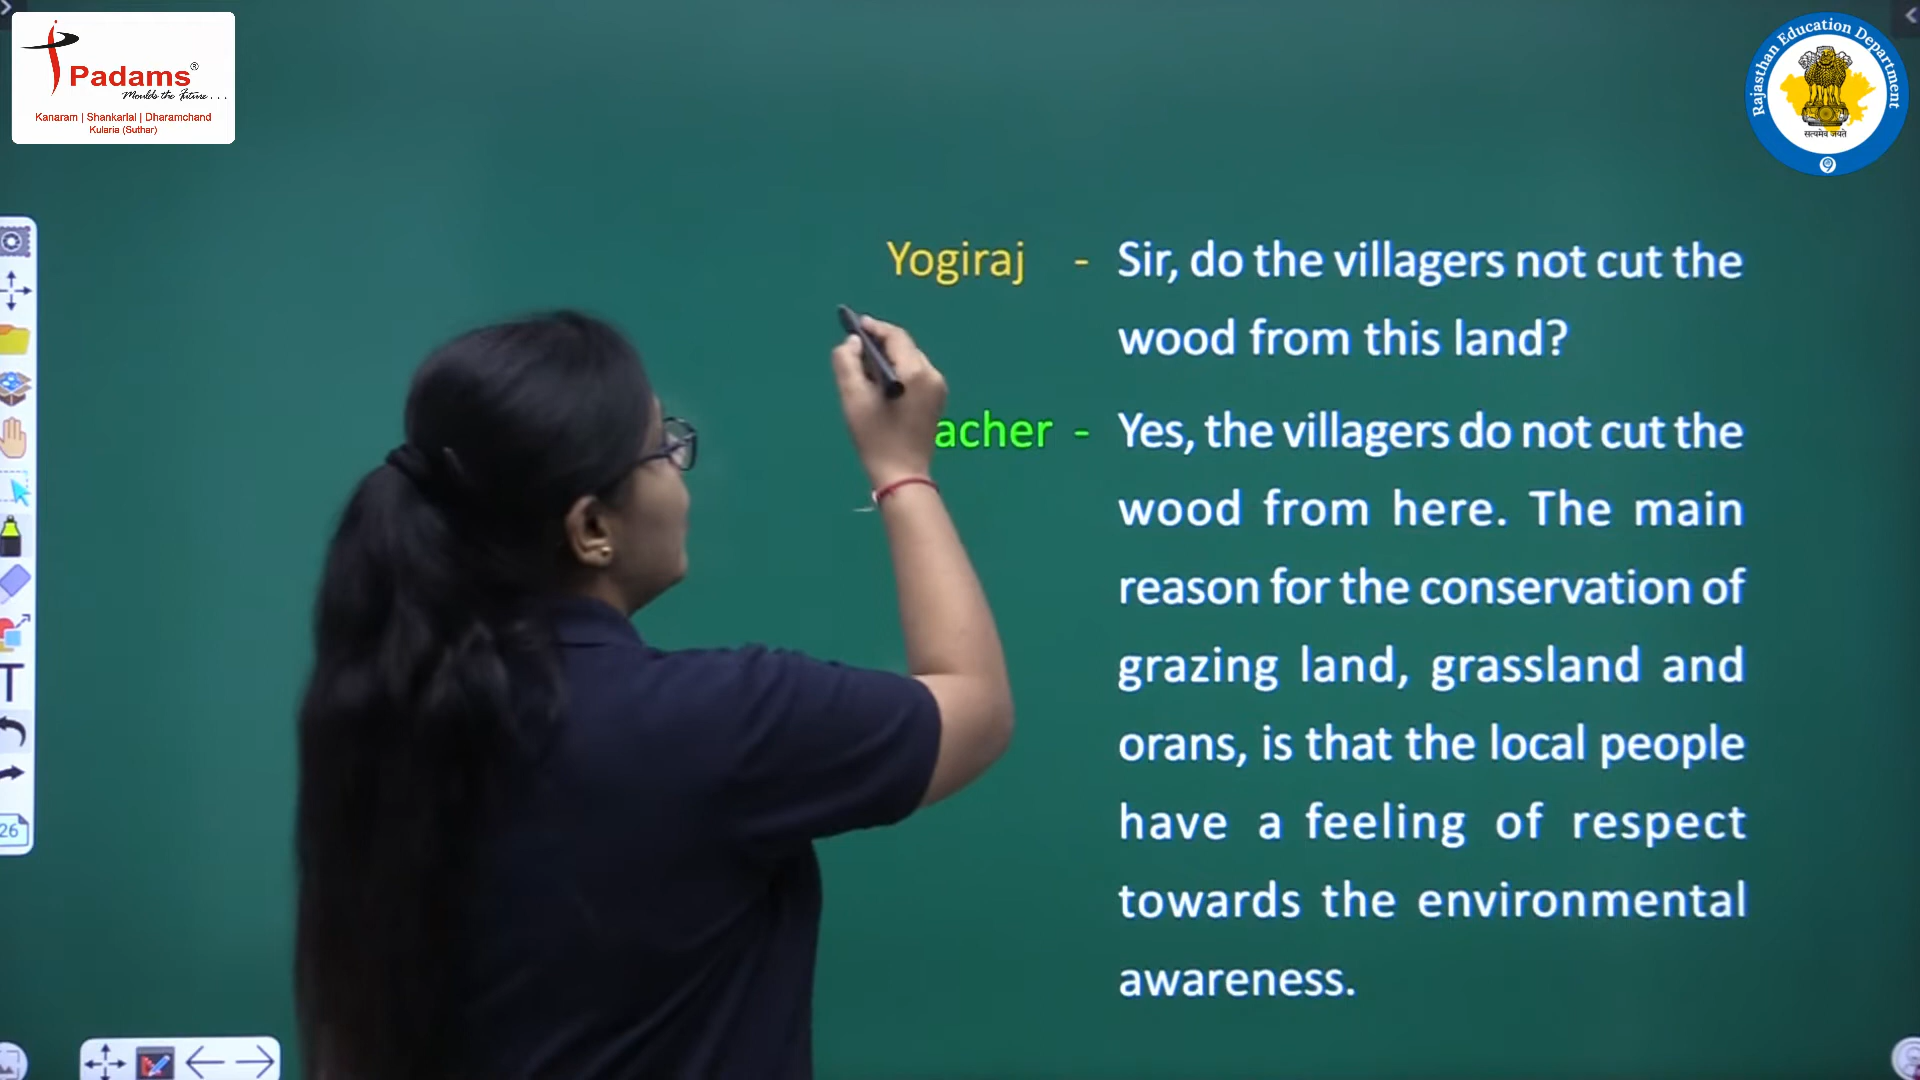 Padams®
Moulds the Future . . .
Kanaram | Shankarlal | Dharamchand
Kularia (Suthar)
Rajasthan Education Department
सत्यमेव जयते
Yogiraj - Sir, do the villagers not cut the
wood from this land?
acher - Yes, the villagers do not cut the
wood from here. The main
reason for the conservation of
grazing land, grassland and
orans, is that the local people
have a feeling of respect
towards the environmental
awareness.
T
26